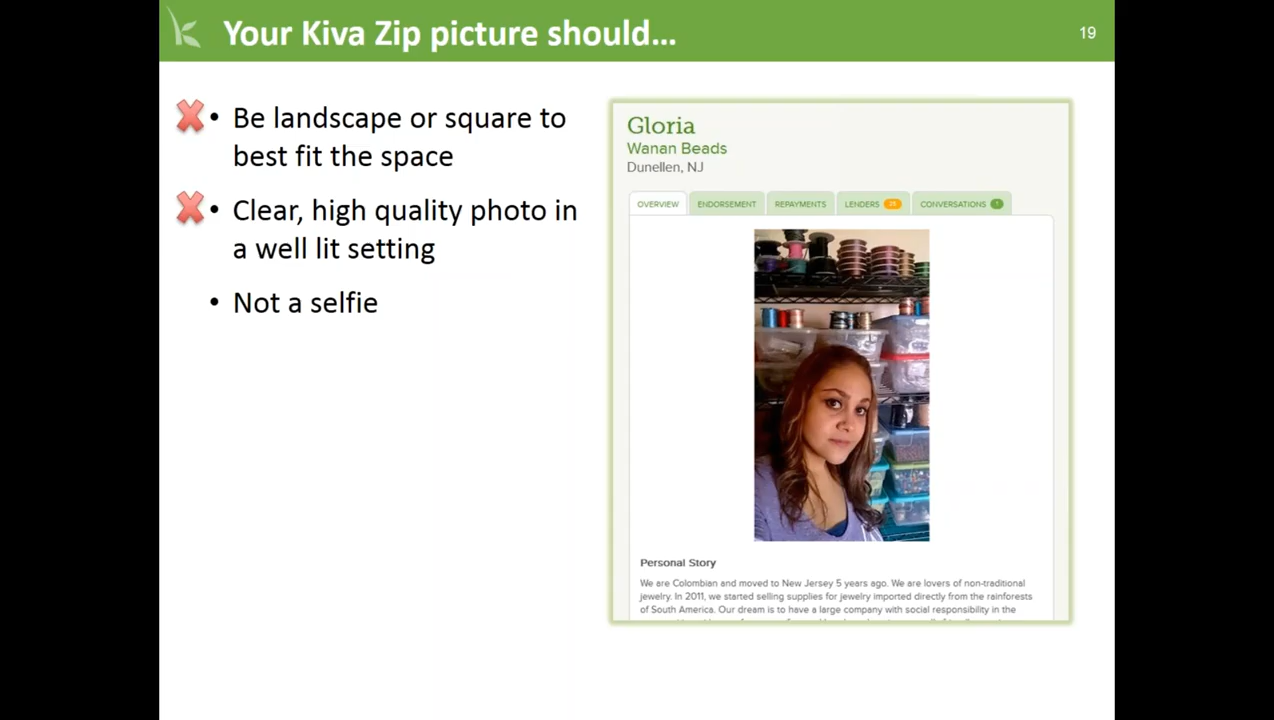 Your Kiva Zip picture should…
19
• Be landscape or square to
best fit the space
• Clear, high quality photo in
a well lit setting
• Not a selfie
Gloria
Wanan Beads
Dunellen, NJ
OVERVIEW ENDORSEMENT REPAYMENTS LENDERS CONVERSATIONS
Personal Story
We are Colombian and moved to New Jersey 5 years ago. We are lovers of non-traditional
jewelry. In 2011, we started selling supplies for jewelry imported directly from the rainforests
of South America. Our dream is to have a large company with social responsibility in the